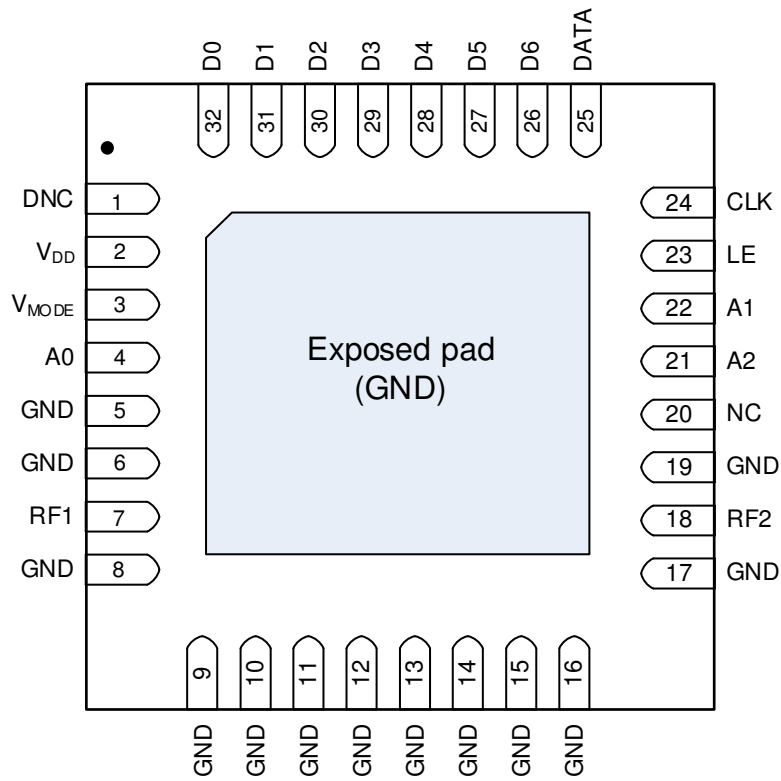 D0 D1 D2 D3 D4 D5 D6 DATA
32 31 30 29 28 27 26 25
DNC 1
VDD 2
VMODE 3
A0 4
GND 5
GND 6
RF1 7
GND 8
Exposed pad
(GND)
24 CLK
23 LE
22 A1
21 A2
20 NC
19 GND
18 RF2
17 GND
9 10 11 12 13 14 15 16
GND GND GND GND GND GND GND GND